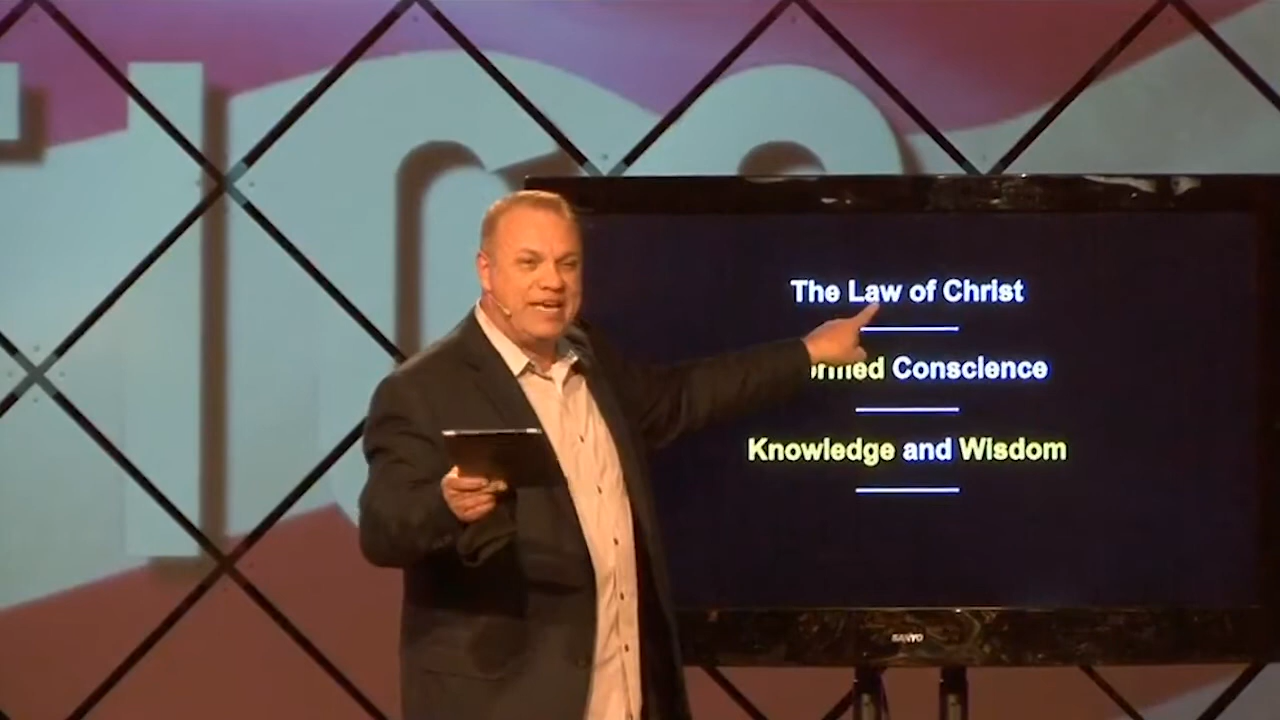 The Law of Christ
Conscience
Knowledge and Wisdom
SANYO